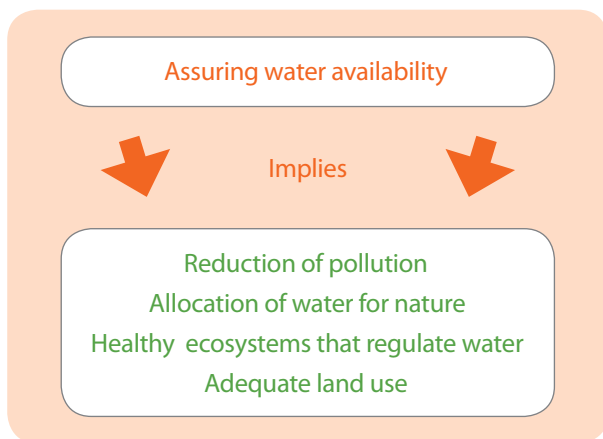 Assuring water availability
Implies
Reduction of pollution
Allocation of water for nature
Healthy ecosystems that regulate water
Adequate land use